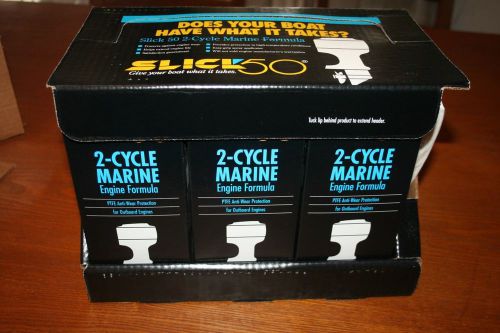 DOES YOUR BOAT
HAVE WHAT IT TAKES?
Slick 50 2-Cycle Marine Formula
SLICK 50®
Give your boat what it takes.
Tuck lip behind product to extend header.
2-CYCLE
MARINE
Engine Formula
PTFE Anti Wear Protection
for Outboard Engines
2-CYCLE
MARINE
Engine Formula
PTFE Anti Wear Protection
for Outboard Engines
2-CYCLE
MARINE
Engine Formula
PTFE Anti Wear Protection
for Outboard Engines